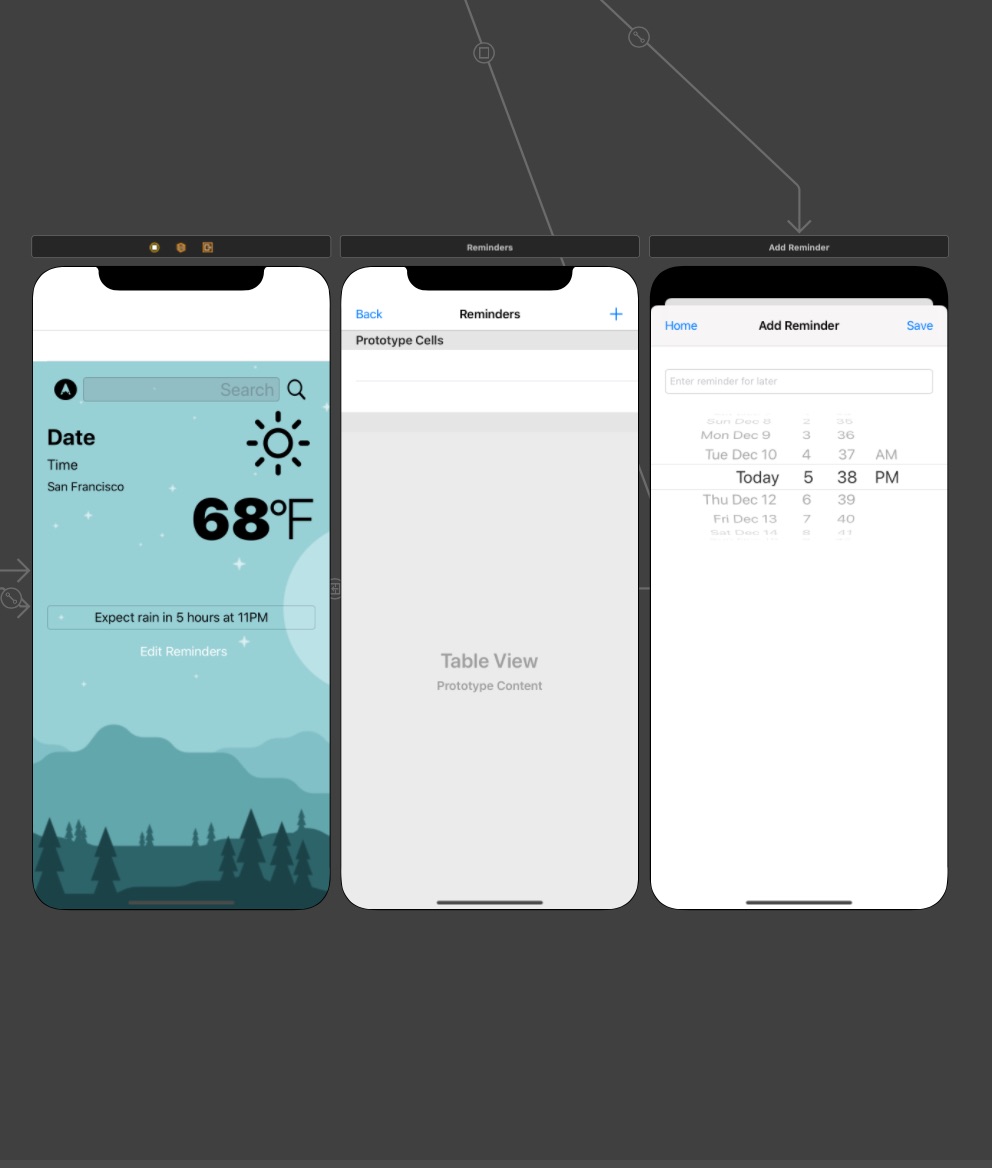 Reminders
Add Reminder
Search
Date
Time
San Francisco
68°F
Expect rain in 5 hours at 11PM
Edit Reminders
Back Reminders +
Prototype Cells
Table View
Prototype Content
Home Add Reminder Save
Enter reminder for later
Sun Dec 8 2 35
Mon Dec 9 3 36
Tue Dec 10 4 37 AM
Today 5 38 PM
Thu Dec 12 6 39
Fri Dec 13 7 40
Sat Dec 14 8 41